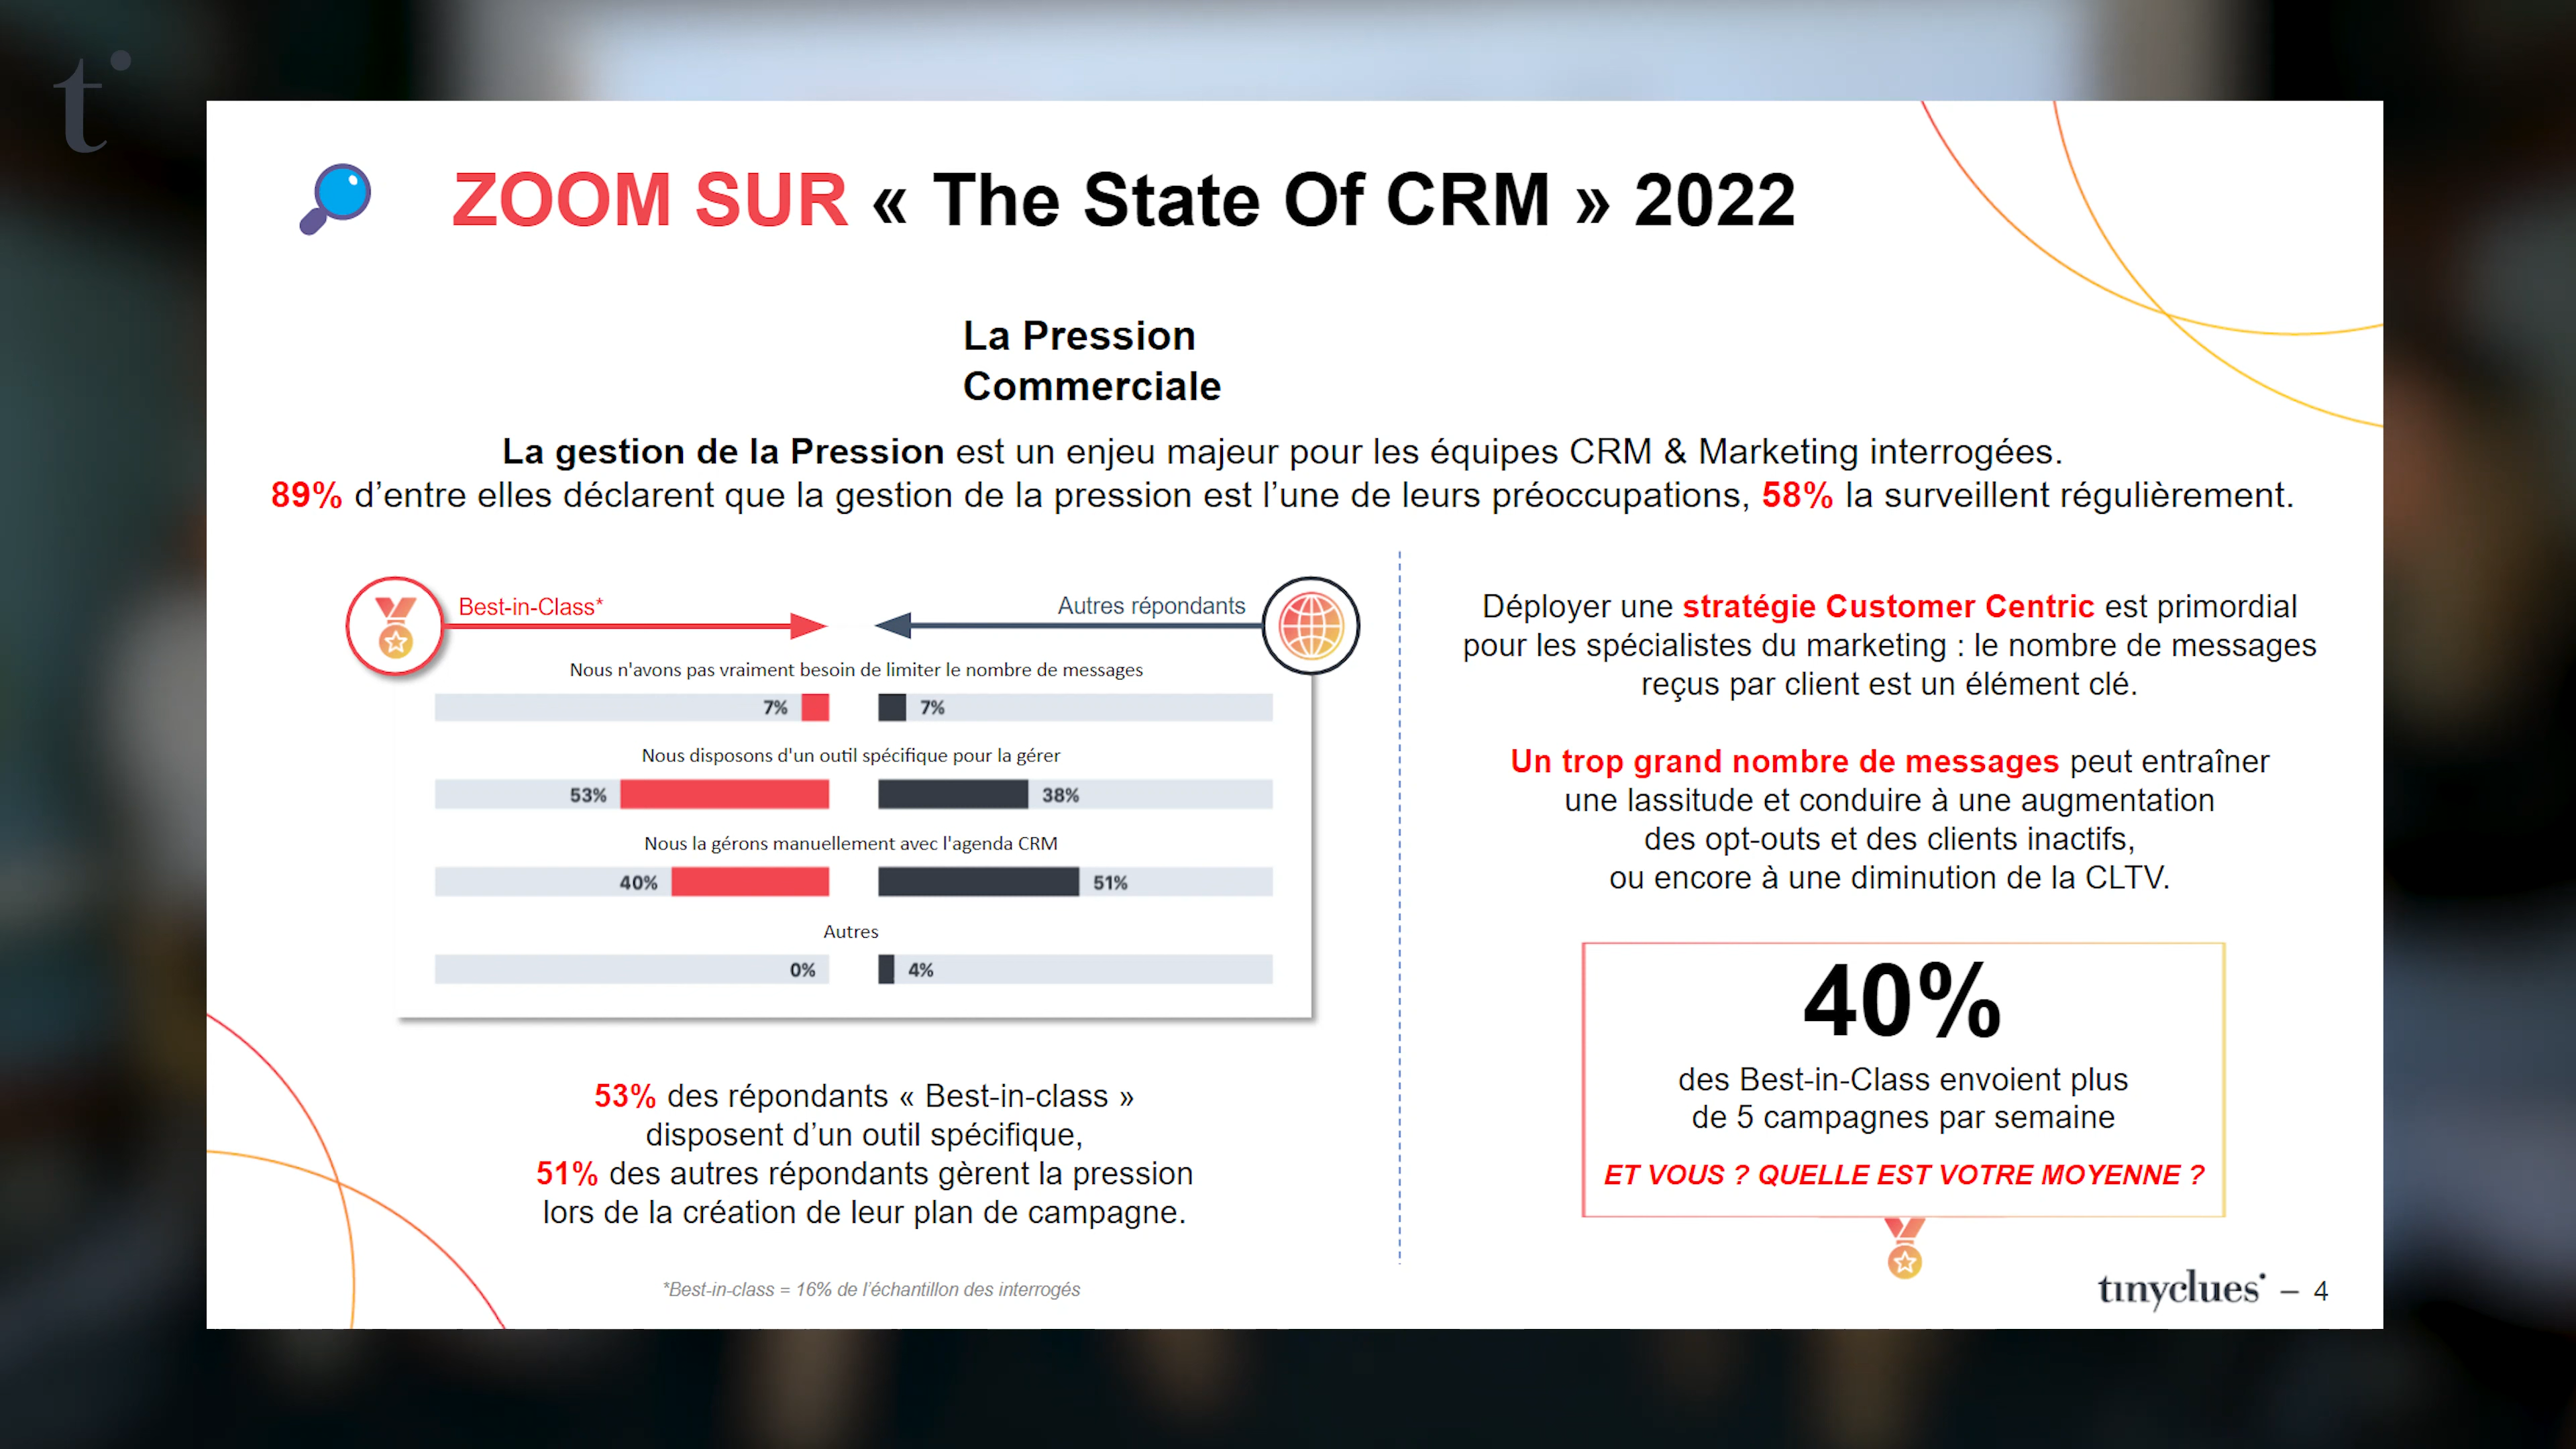 t
ZOOM SUR « The State Of CRM » 2022
La Pression
Commerciale
La gestion de la Pression est un enjeu majeur pour les équipes CRM & Marketing interrogées.
89% d’entre elles déclarent que la gestion de la pression est l’une de leurs préoccupations, 58% la surveillent régulièrement.
Best-in-Class*
Autres répondants
Nous n'avons pas vraiment besoin de limiter le nombre de messages
7% 7%
Nous disposons d'un outil spécifique pour la gérer
53% 38%
Nous la gérons manuellement avec l'agenda CRM
40% 51%
Autres
0% 4%
53% des répondants « Best-in-class »
disposent d’un outil spécifique,
51% des autres répondants gèrent la pression
lors de la création de leur plan de campagne.
*Best-in-class = 16% de l’échantillon des interrogés
Déployer une stratégie Customer Centric est primordial
pour les spécialistes du marketing : le nombre de messages
reçus par client est un élément clé.
Un trop grand nombre de messages peut entraîner
une lassitude et conduire à une augmentation
des opt-outs et des clients inactifs,
ou encore à une diminution de la CLTV.
40%
des Best-in-Class envoient plus
de 5 campagnes par semaine
ET VOUS ? QUELLE EST VOTRE MOYENNE ?
tinyclues – 4